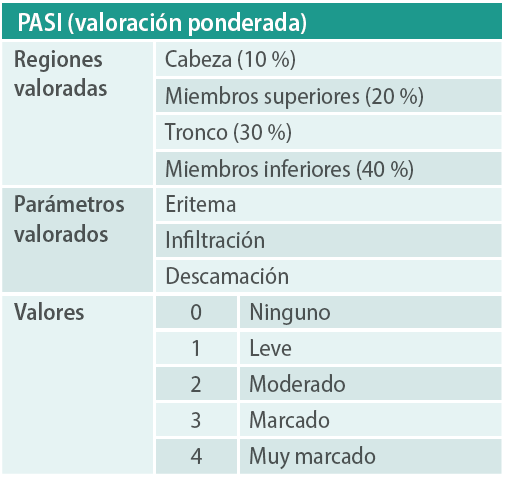 PASI (valoración ponderada)
Regiones
valoradas
Cabeza (10 %)
Miembros superiores (20 %)
Tronco (30 %)
Miembros inferiores (40 %)
Parámetros
valorados
Eritema
Infiltración
Descamación
Valores
0 Ninguno
1 Leve
2 Moderado
3 Marcado
4 Muy marcado